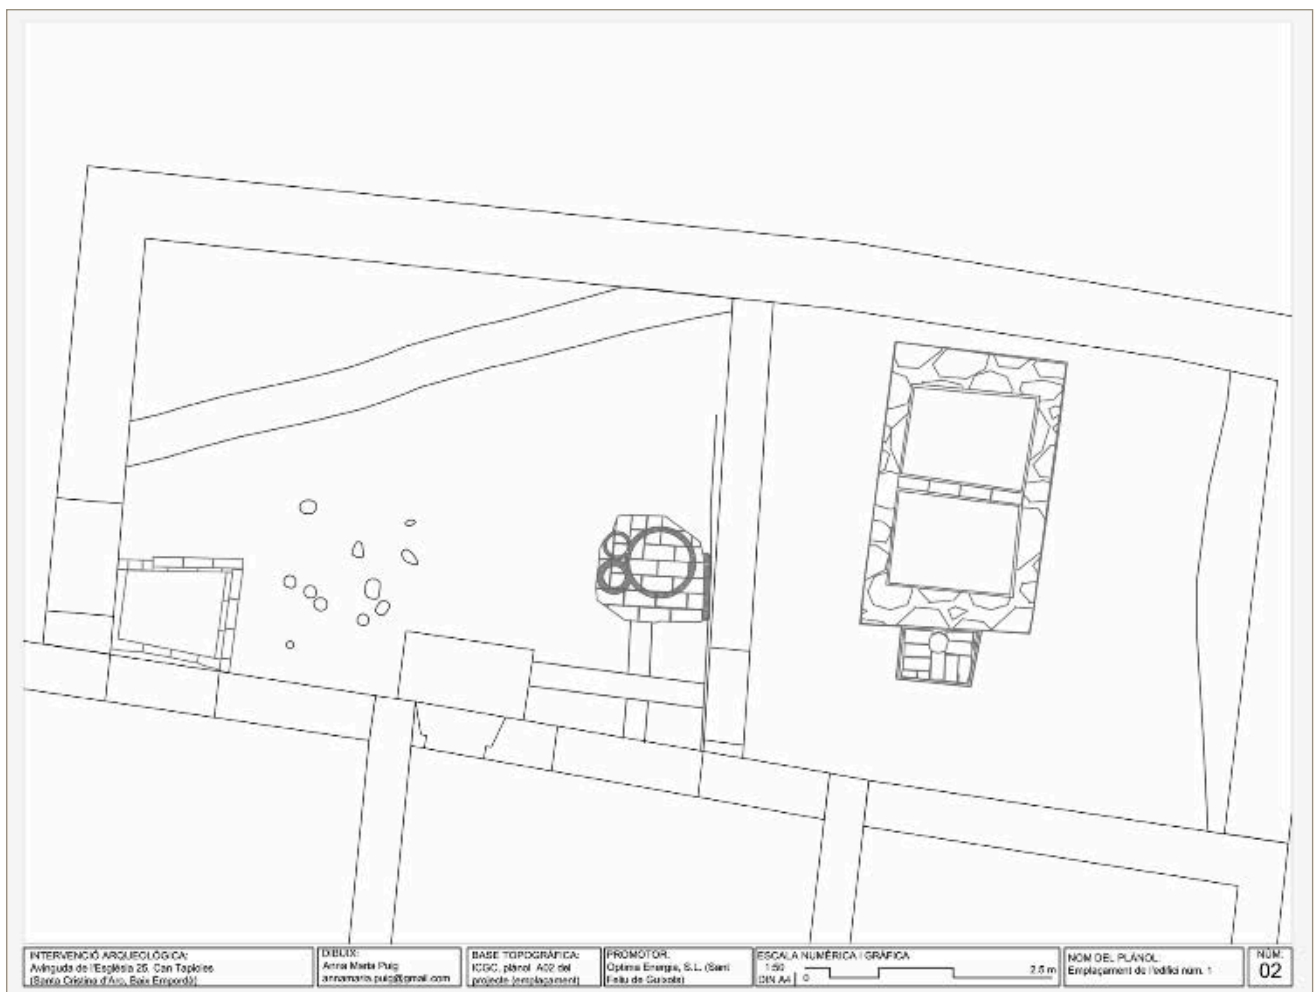 INTERVENCIÓ ARQUEOLÒGICA:
Avinguda de l'Església 25, Can Tapioles
(Santa Cristina d'Aro, Baix Empordà)
DIBUIX:
Anna Maria Puig
annamaria.puig@gmail.com
BASE TOPOGRÀFICA:
ICGC, plànol A02 del
projecte (emplaçament)
PROMOTOR:
Optima Energia, S.L. (Sant
Feliu de Guíxols)
ESCALA NUMÈRICA I GRÀFICA
1:50
DIN A4
0
2.5 m
NOM DEL PLÀNOL:
Emplaçament de l'edifici núm. 1
NÚM:
02